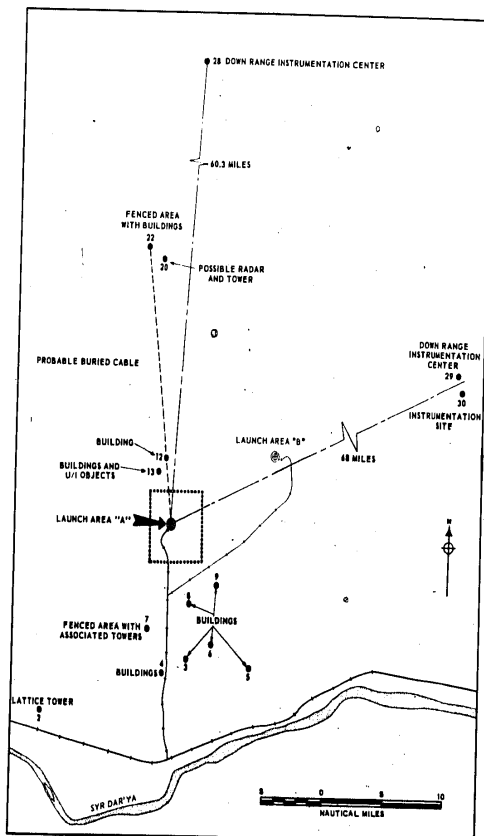 28 DOWN RANGE INSTRUMENTATION CENTER
60.3 MILES
FENCED AREA
WITH BUILDINGS
22
20
POSSIBLE RADAR
AND TOWER
PROBABLE BURIED CABLE
DOWN RANGE
INSTRUMENTATION
CENTER
29
30
INSTRUMENTATION
SITE
LAUNCH AREA "B"
68 MILES
BUILDING
12
BUILDINGS AND
U/I OBJECTS
13
LAUNCH AREA "A"
N
9
8
BUILDINGS
7
FENCED AREA WITH
ASSOCIATED TOWERS
6
3
5
4
BUILDINGS
LATTICE TOWER
2
SYR DAR'YA
5 0 10
NAUTICAL MILES